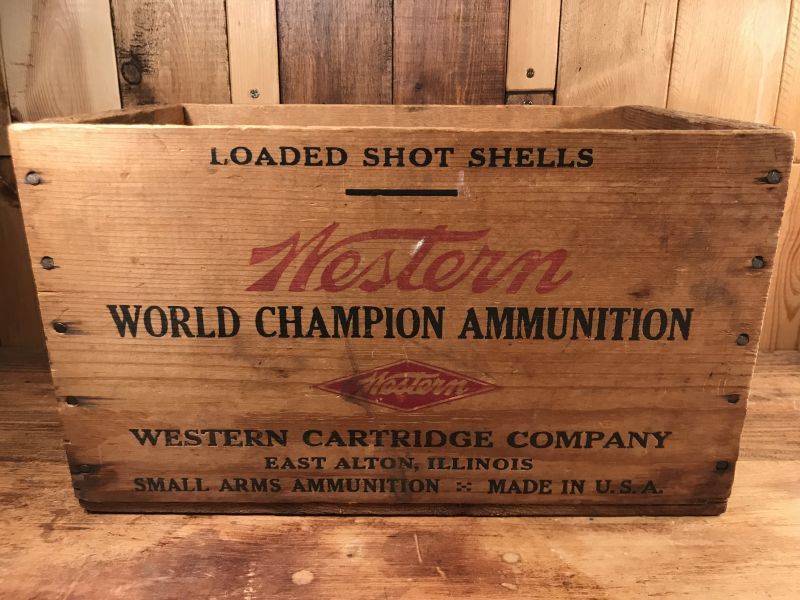 LOADED SHOT SHELLS
Western
WORLD CHAMPION AMMUNITION
Western
WESTERN CARTRIDGE COMPANY
EAST ALTON, ILLINOIS
SMALL ARMS AMMUNITION MADE IN U.S.A.